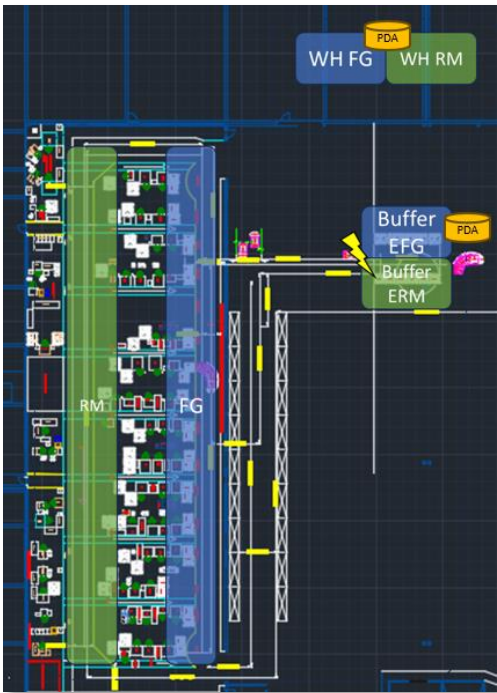 PDA
WH FG
WH RM
Buffer
EFG
PDA
Buffer
ERM
RM
FG